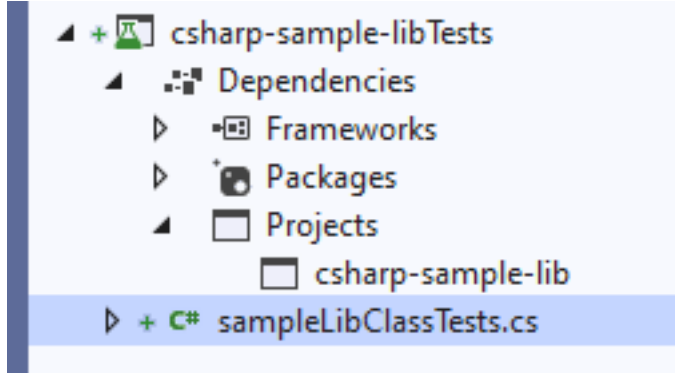 csharp-sample-libTests
Dependencies
Frameworks
Packages
Projects
csharp-sample-lib
C# sampleLibClassTests.cs